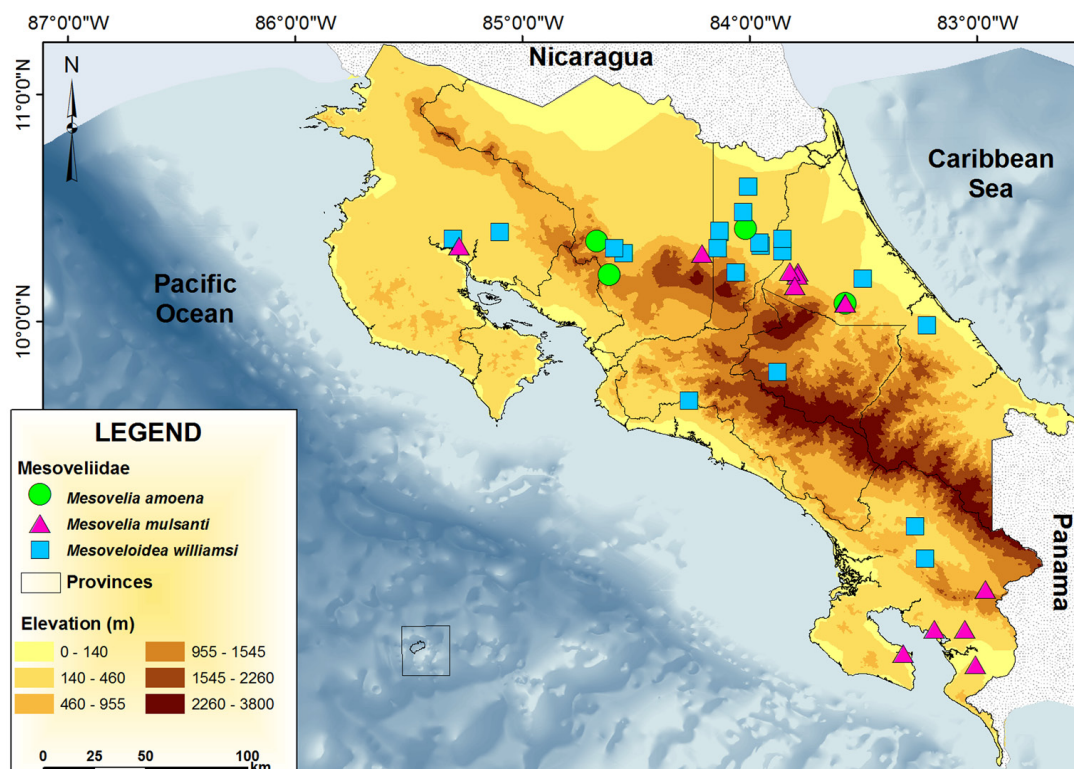 87°0'0"W 86°0'0"W 85°0'0"W 84°0'0"W 83°0'0"W
11°0'0"N
10°0'0"N
N
Nicaragua
Caribbean
Sea
Pacific
Ocean
Panama
LEGEND
Mesoveliidae
Mesovelia amoena
Mesovelia mulsanti
Mesoveloidea williamsi
Provinces
Elevation (m)
0 - 140 955 - 1545
140 - 460 1545 - 2260
460 - 955 2260 - 3800
0 25 50 100
km